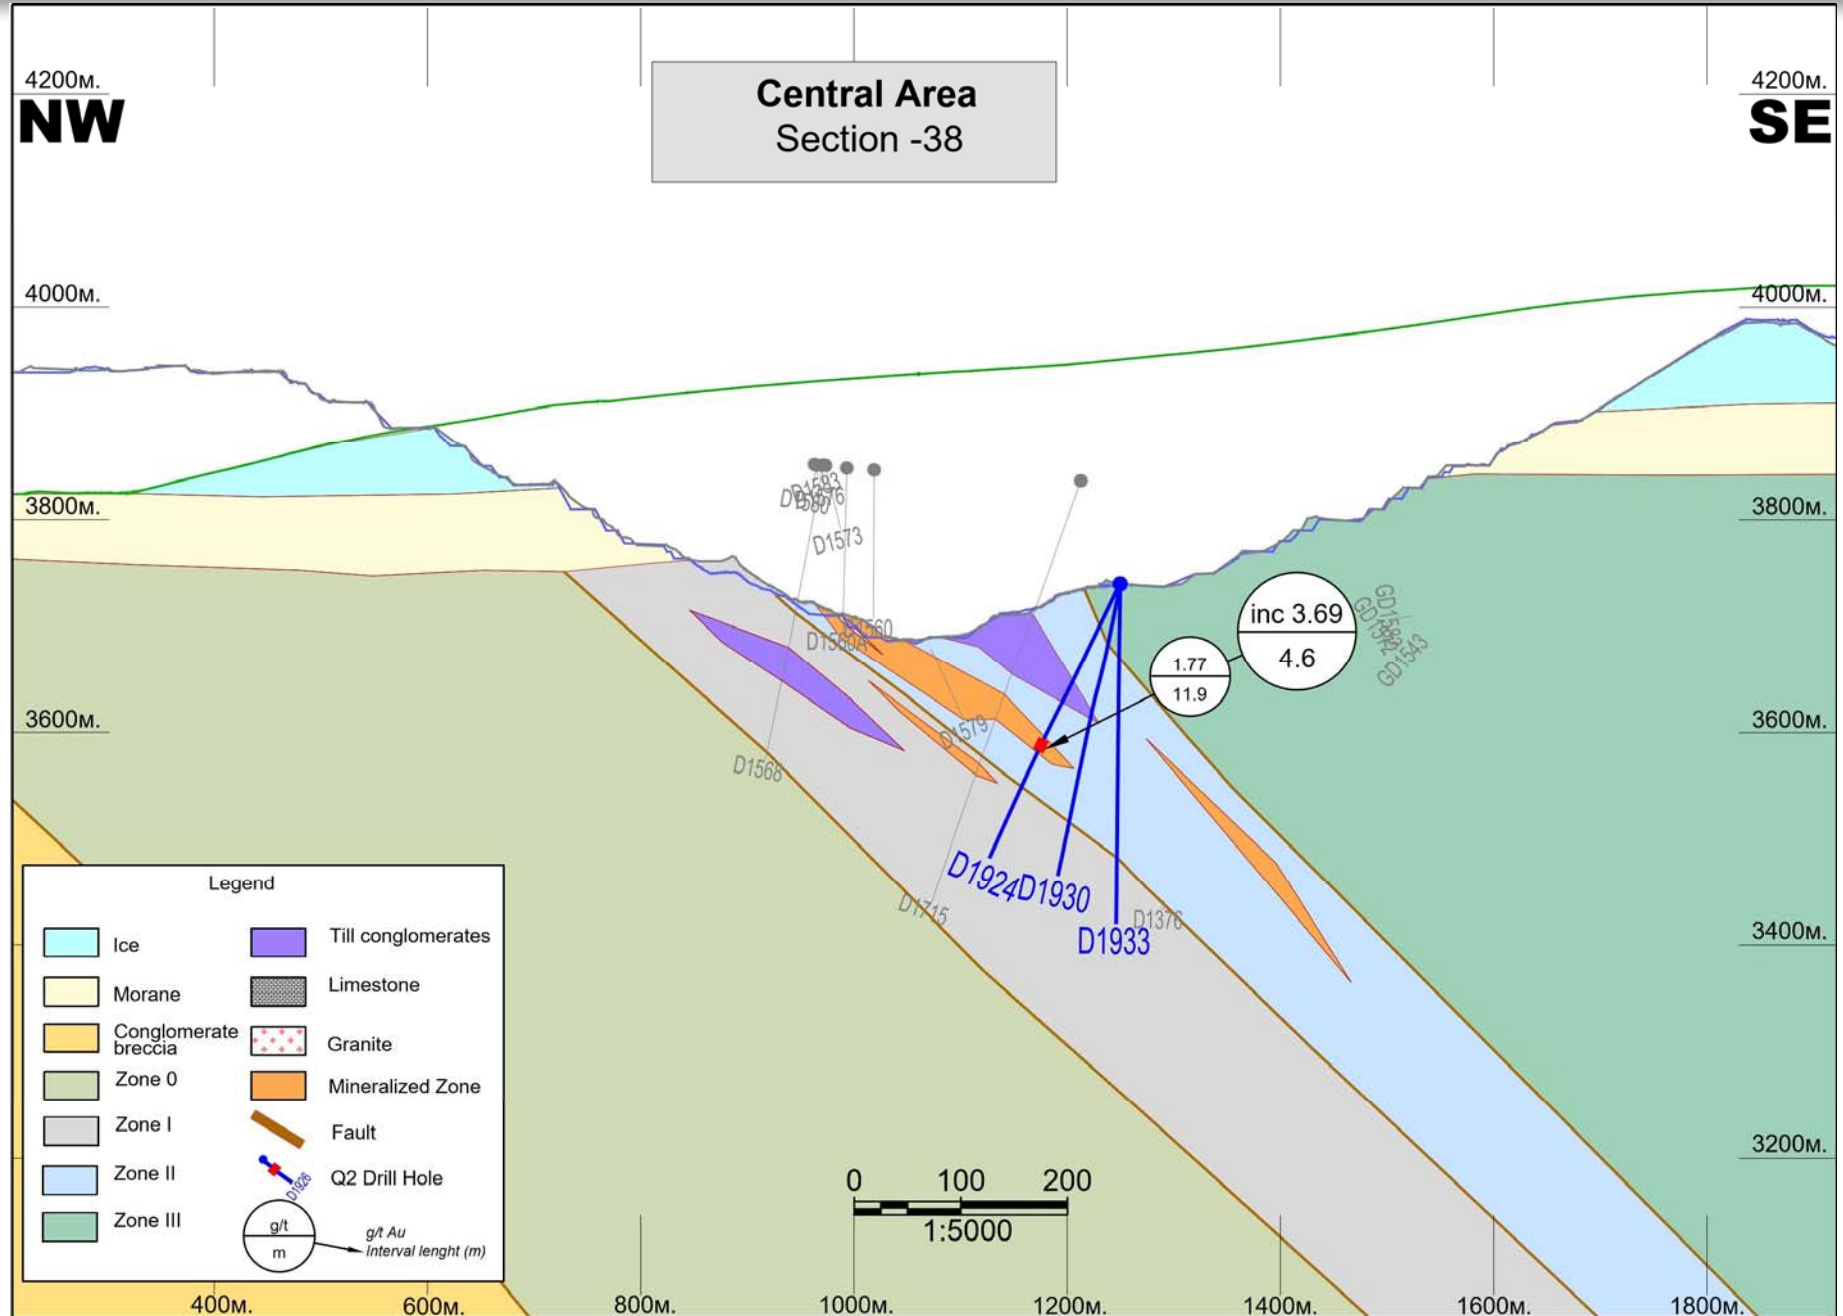 4200м.
4200м.
NW
Central Area
SE
Section -38
4000м.
4000м.
3800м.
3800м.
D1583
D1573
inc 3.69
4.6
1.77
11.9
GD1543
D1560A
3600м.
3600м.
D1579
D1568
D1924
D1930
D1715
D1376
D1933
3400м.
Legend
Ice
Till conglomerates
Morane
Limestone
Conglomerate
breccia
Granite
Zone 0
Mineralized Zone
Zone I
Fault
Zone II
Q2 Drill Hole
D1926
Zone III
g/t
m
g/t Au
Interval lenght (m)
3200м.
0 100 200
1:5000
400м. 600м. 800м. 1000м. 1200м. 1400м. 1600м. 1800м.